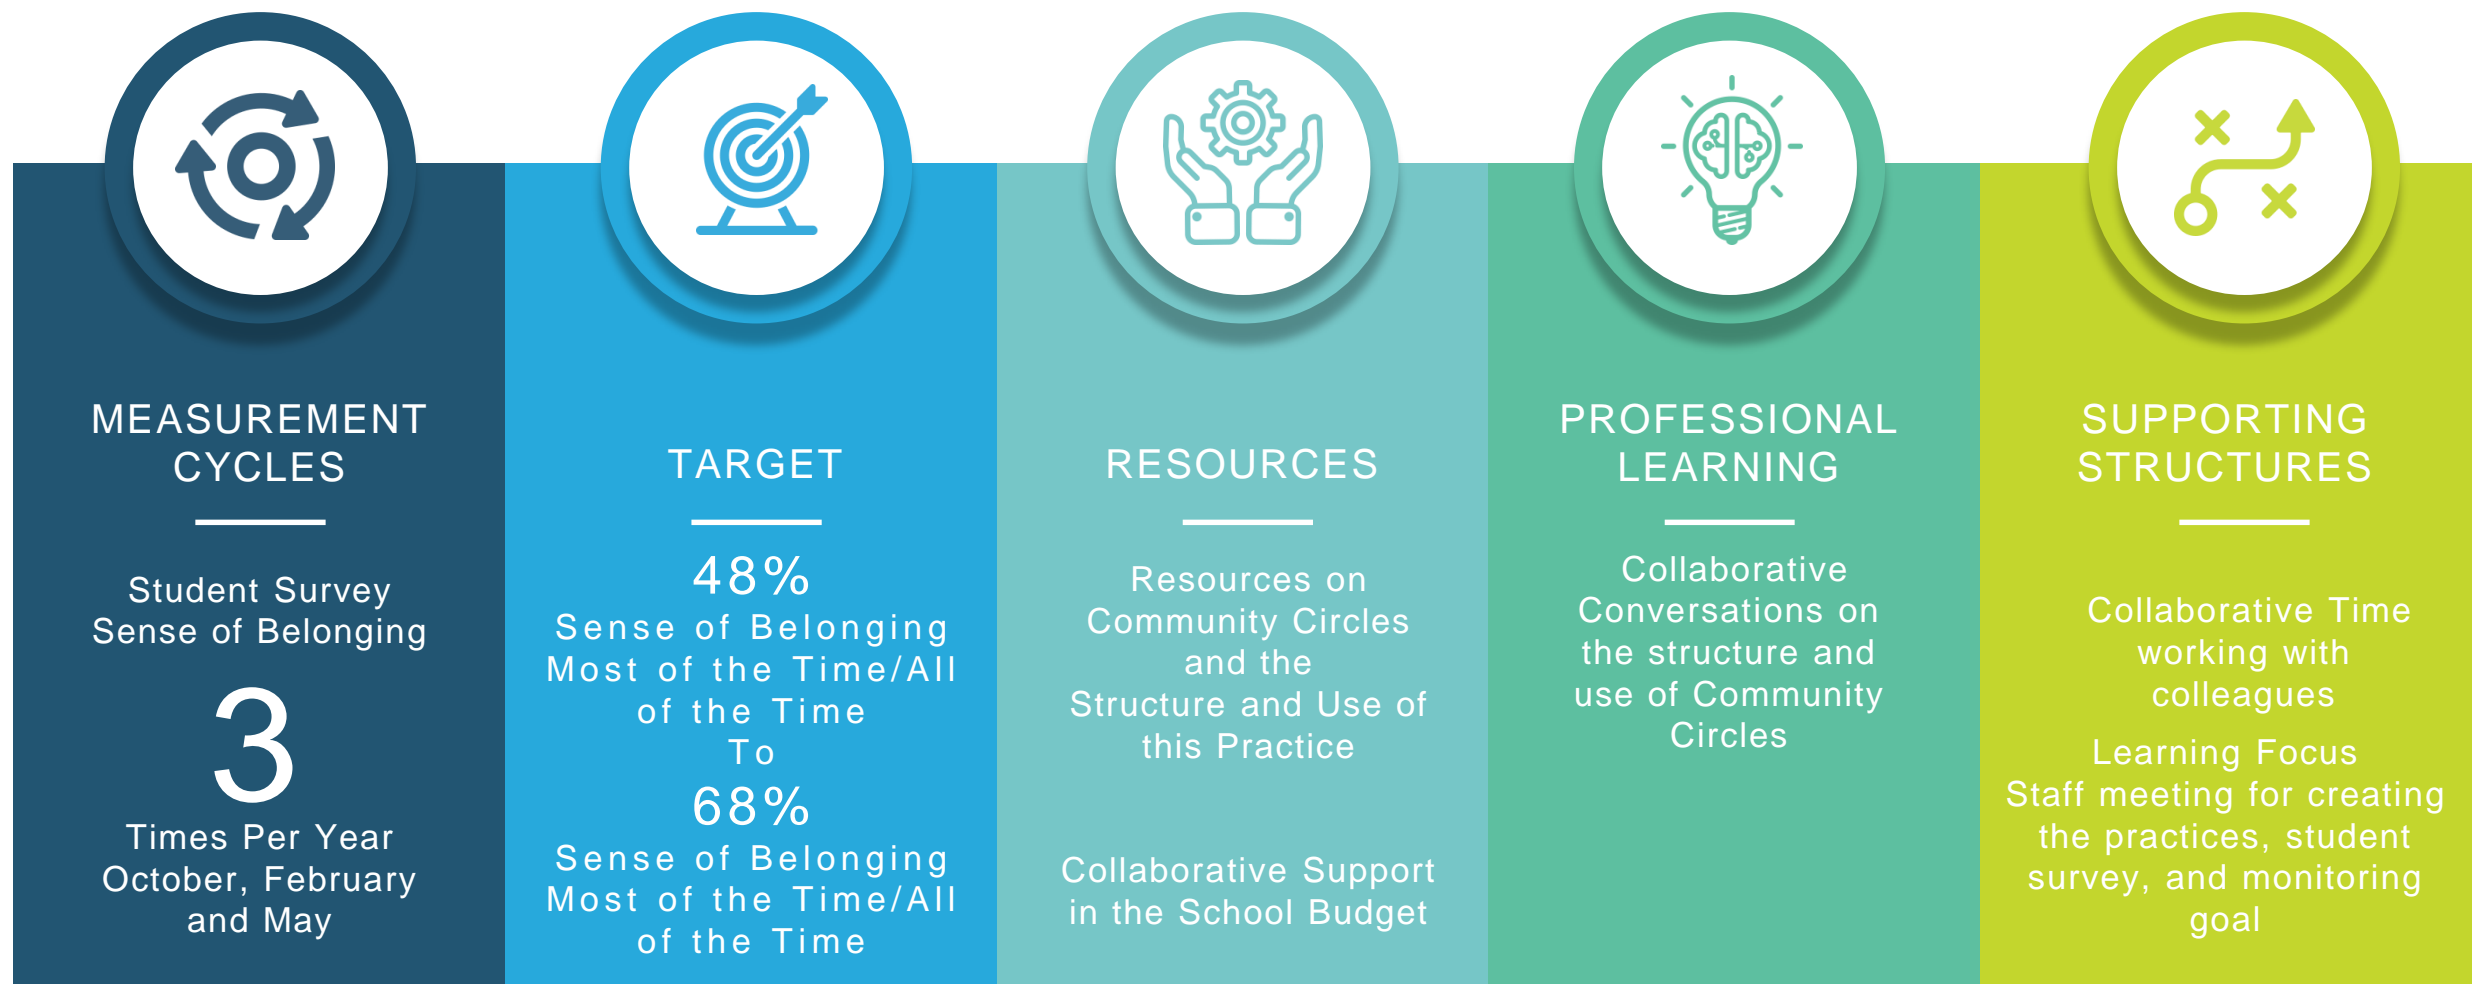 MEASUREMENT
CYCLES
Student Survey
Sense of Belonging
3
Times Per Year
October, February
and May
TARGET
48%
Sense of Belonging
Most of the Time/All
of the Time
To
68%
Sense of Belonging
Most of the Time/All
of the Time
RESOURCES
Resources on
Community Circles
and the
Structure and Use of
this Practice
Collaborative Support
in the School Budget
PROFESSIONAL
LEARNING
Collaborative
Conversations on
the structure and
use of Community
Circles
SUPPORTING
STRUCTURES
Collaborative Time
working with
colleagues
Learning Focus
Staff meeting for creating
the practices, student
survey, and monitoring
goal